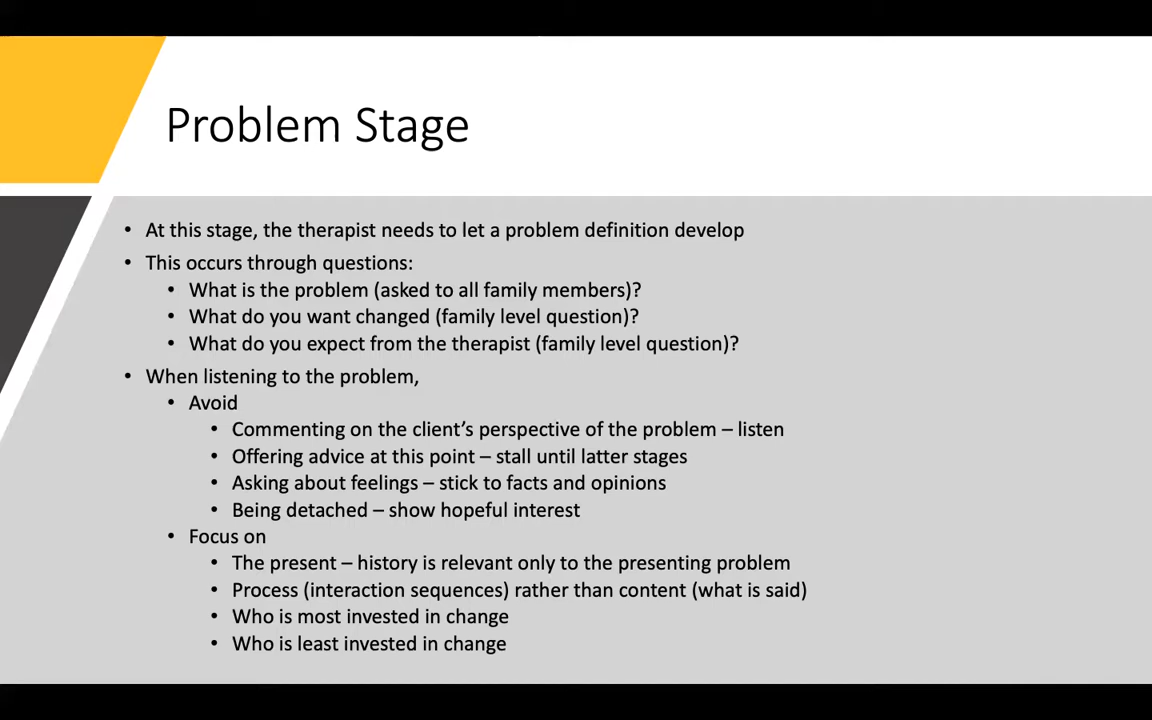 Problem Stage
• At this stage, the therapist needs to let a problem definition develop
• This occurs through questions:
• What is the problem (asked to all family members)?
• What do you want changed (family level question)?
• What do you expect from the therapist (family level question)?
• When listening to the problem,
• Avoid
• Commenting on the client’s perspective of the problem – listen
• Offering advice at this point – stall until latter stages
• Asking about feelings – stick to facts and opinions
• Being detached – show hopeful interest
• Focus on
• The present – history is relevant only to the presenting problem
• Process (interaction sequences) rather than content (what is said)
• Who is most invested in change
• Who is least invested in change